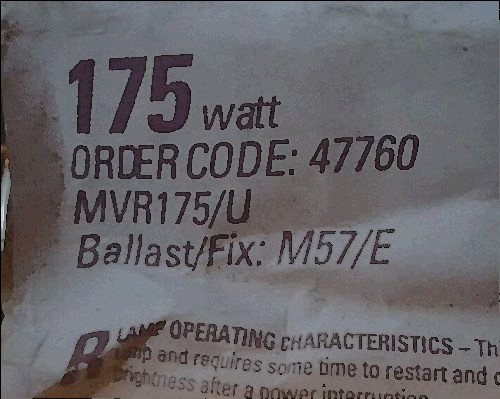 175 watt
ORDER CODE: 47760
MVR175/U
Ballast/Fix: M57/E
R LAMP OPERATING CHARACTERISTICS – Thi
and requires some time to restart and
brightness after a power interruption